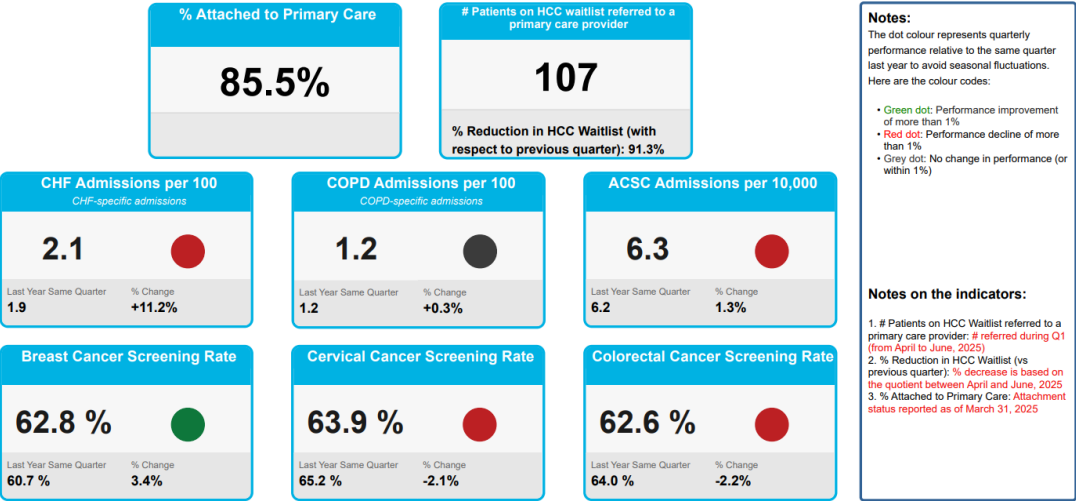 % Attached to Primary Care
85.5%
# Patients on HCC waitlist referred to a
primary care provider
107
% Reduction in HCC Waitlist (with
respect to previous quarter): 91.3%
CHF Admissions per 100
CHF-specific admissions
2.1
Last Year Same Quarter
% Change
1.9
+11.2%
COPD Admissions per 100
COPD-specific admissions
1.2
Last Year Same Quarter
% Change
1.2
+0.3%
ACSC Admissions per 10,000
6.3
Last Year Same Quarter
% Change
6.2
1.3%
Breast Cancer Screening Rate
62.8 %
Last Year Same Quarter
% Change
60.7 %
3.4%
Cervical Cancer Screening Rate
63.9 %
Last Year Same Quarter
% Change
65.2 %
-2.1%
Colorectal Cancer Screening Rate
62.6 %
Last Year Same Quarter
% Change
64.0 %
-2.2%
Notes:
The dot colour represents quarterly
performance relative to the same quarter
last year to avoid seasonal fluctuations.
Here are the colour codes:
• Green dot: Performance improvement
of more than 1%
• Red dot: Performance decline of more
than 1%
• Grey dot: No change in performance (or
within 1%)
Notes on the indicators:
1. # Patients on HCC Waitlist referred to a
primary care provider: # referred during Q1
(from April to June, 2025)
2. % Reduction in HCC Waitlist (vs
previous quarter): % decrease is based on
the quotient between April and June, 2025
3. % Attached to Primary Care: Attachment
status reported as of March 31, 2025